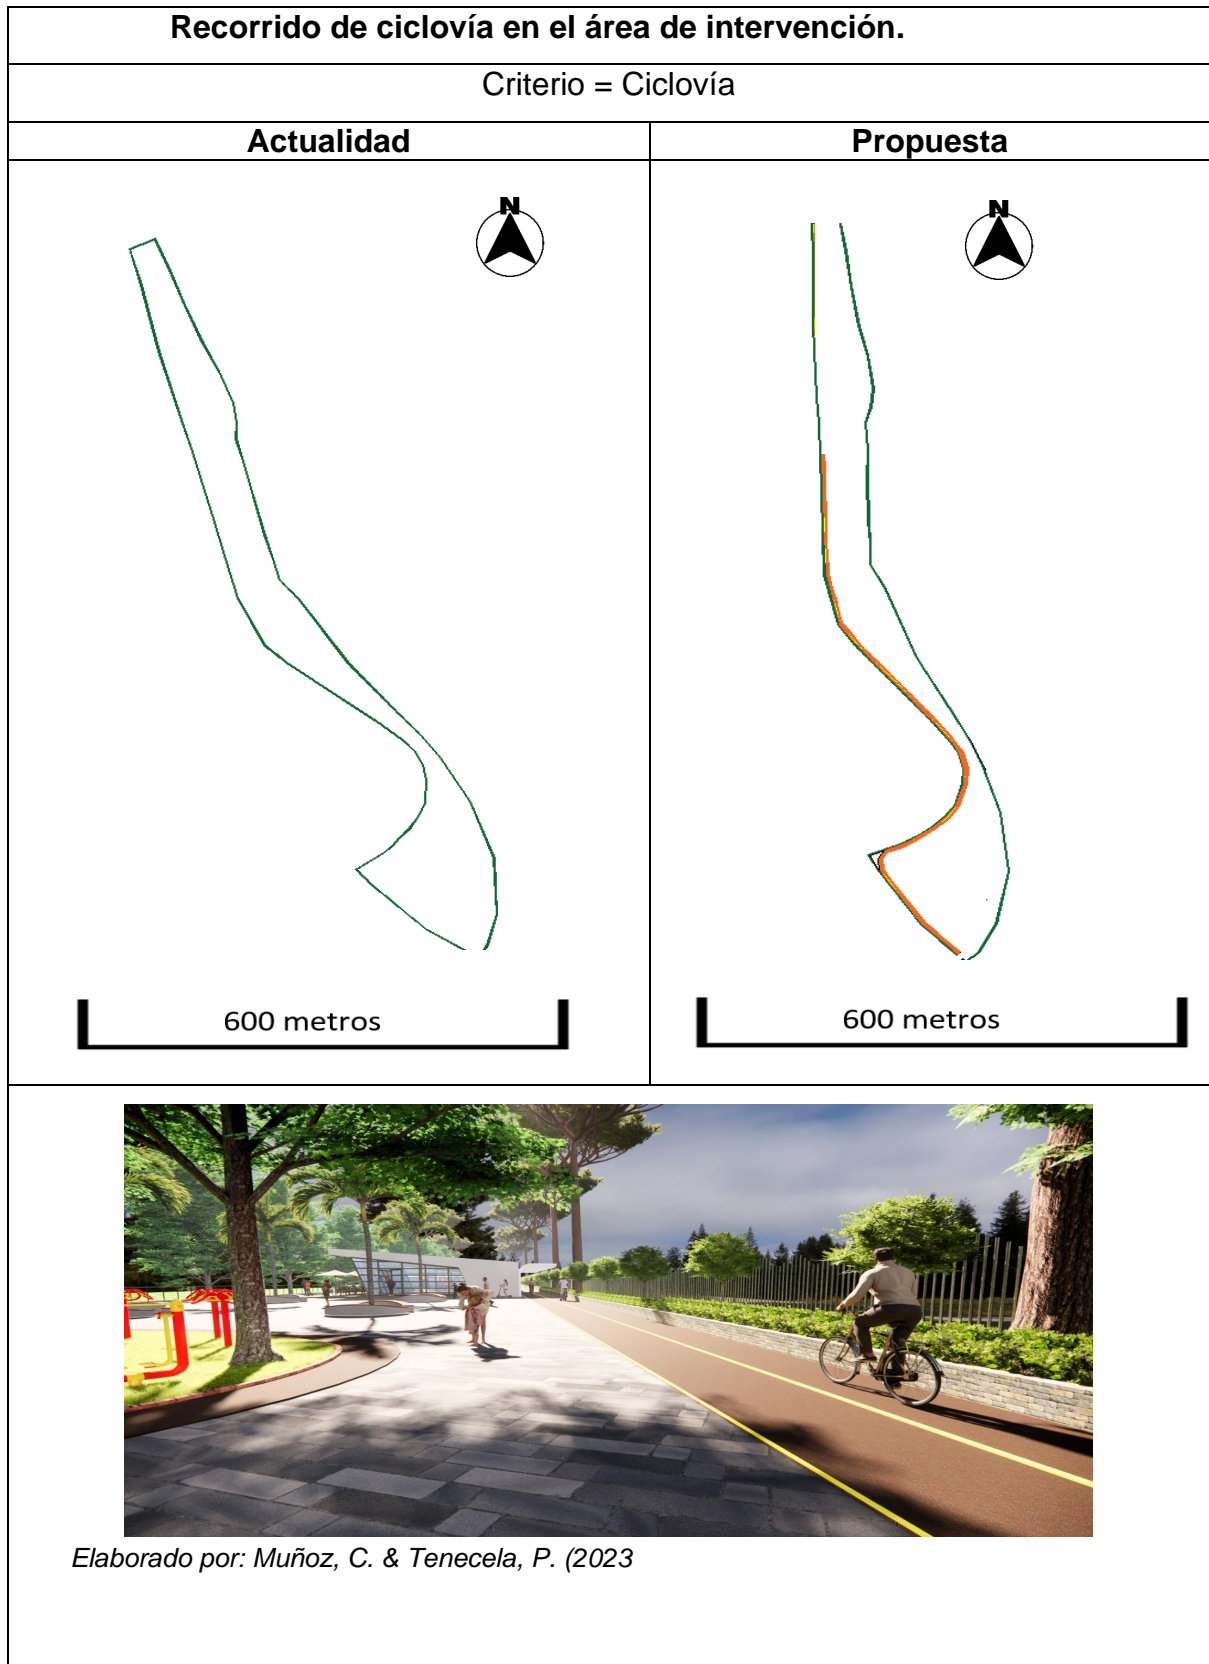 Recorrido de ciclovía en el área de intervención.
Criterio = Ciclovía
Actualidad
Propuesta
N
N
600 metros
600 metros
Elaborado por: Muñoz, C. & Tenecela, P. (2023